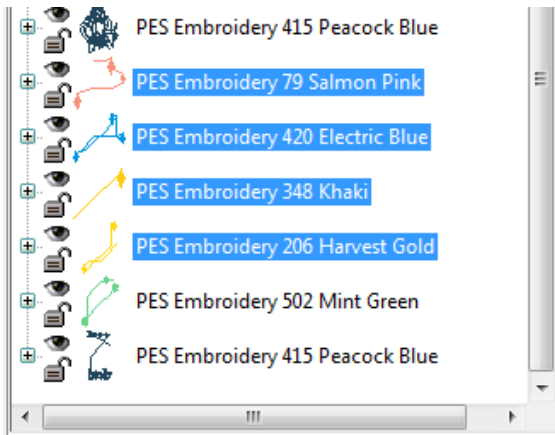 PES Embroidery 415 Peacock Blue
PES Embroidery 79 Salmon Pink
PES Embroidery 420 Electric Blue
PES Embroidery 348 Khaki
PES Embroidery 206 Harvest Gold
PES Embroidery 502 Mint Green
PES Embroidery 415 Peacock Blue